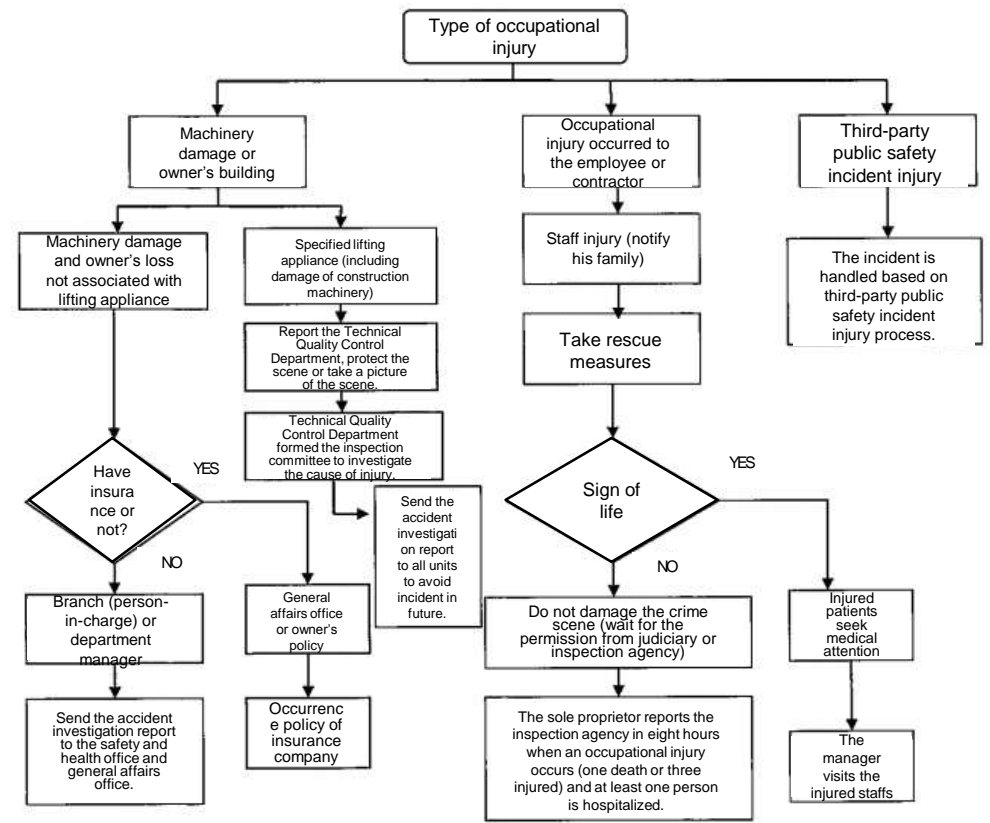 Type of occupational
injury
Machinery
damage or
owner's building
Occupational
injury occurred to
the employee or
contractor
Third-party
public safety
incident injury
Machinery damage
and owner's loss
not associated with
lifting appliance
Specified lifting
appliance (including
damage of construction
machinery)
Staff injury (notify
his family)
The incident is
handled based on
third-party public
safety incident
injury process.
Report the Technical
Quality Control
Department, protect the
scene or take a picture
of the scene.
Take rescue
measures
Technical Quality
Control Department
formed the inspection
committee to investigate
the cause of injury.
Have
insura
nce or
not?
YES
NO
Send the
accident
investigati
on report
to all units
to avoid
incident in
future.
Sign of
life
YES
NO
Branch (person-
in-charge) or
department
manager
General
affairs office
or owner's
policy
Do not damage the crime
scene (wait for the
permission from judiciary or
inspection agency)
Injured
patients
seek
medical
attention
Send the accident
investigation report
to the safety and
health office and
general affairs
office.
Occurrenc
e policy of
insurance
company
The sole proprietor reports the
inspection agency in eight hours
when an occupational injury
occurs (one death or three
injured) and at least one person
is hospitalized.
The
manager
visits the
injured staffs